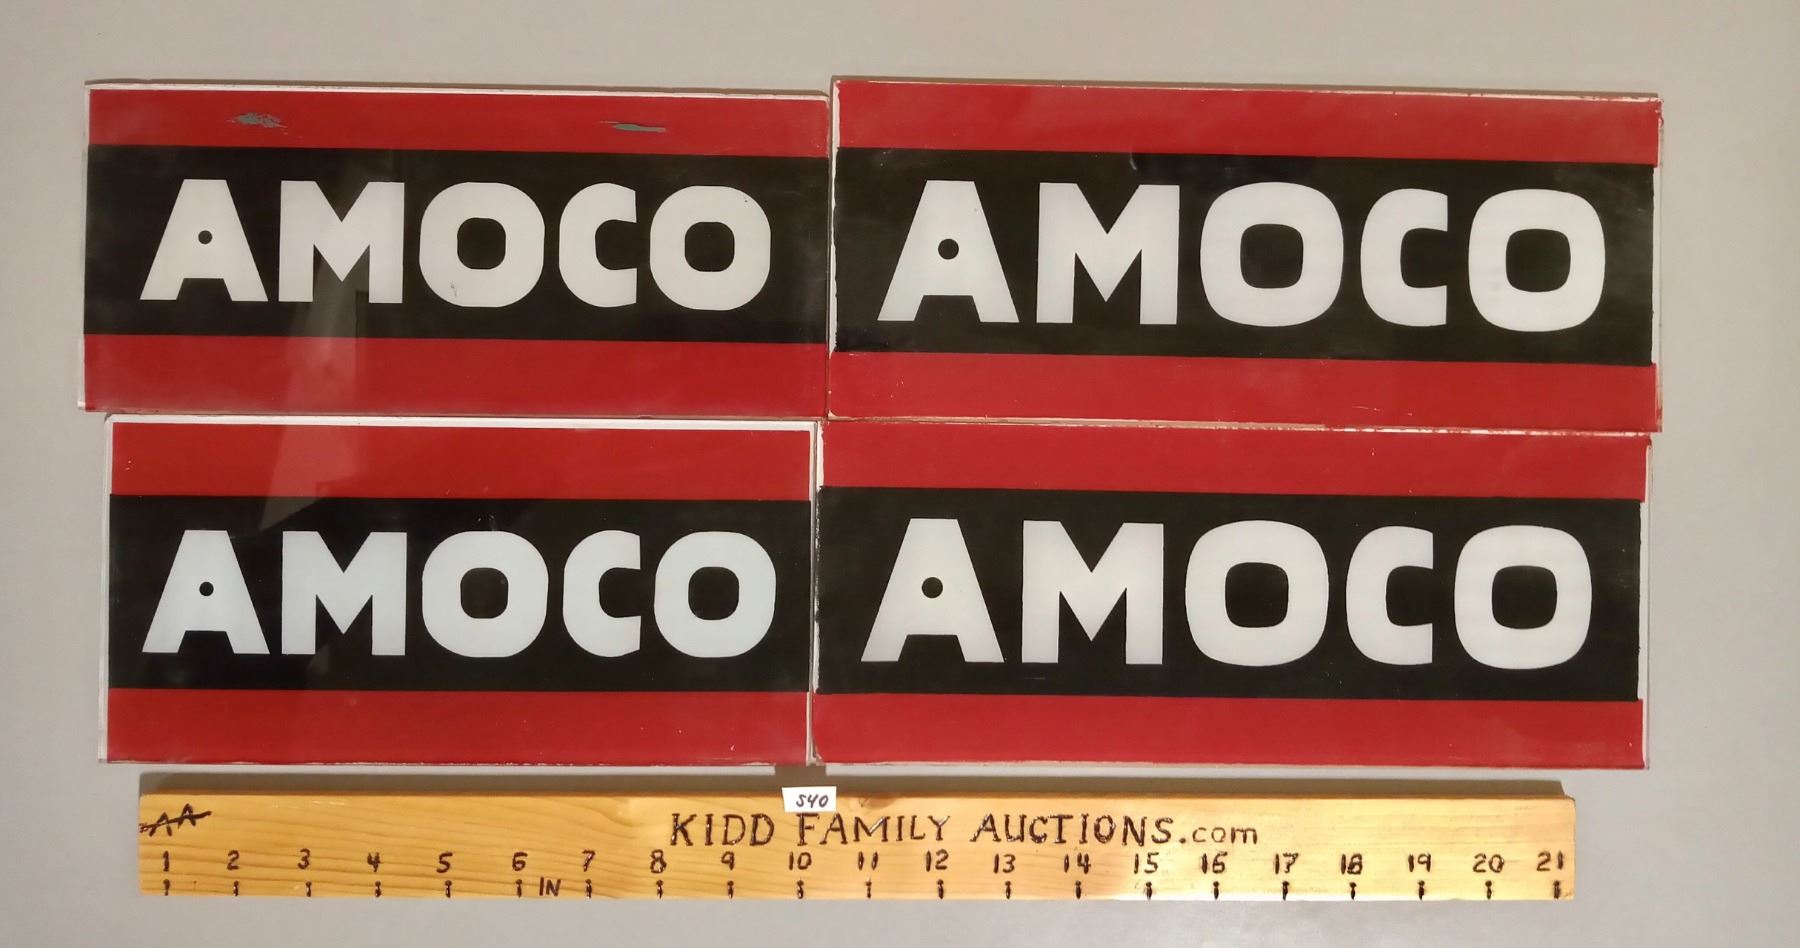 AMOCO AMOCO
AMOCO AMOCO
540
AA KIDD FAMILY AUCTIONS.com
1 2 3 4 5 6 7 8 9 10 11 12 13 14 15 16 17 18 19 20 21
IN